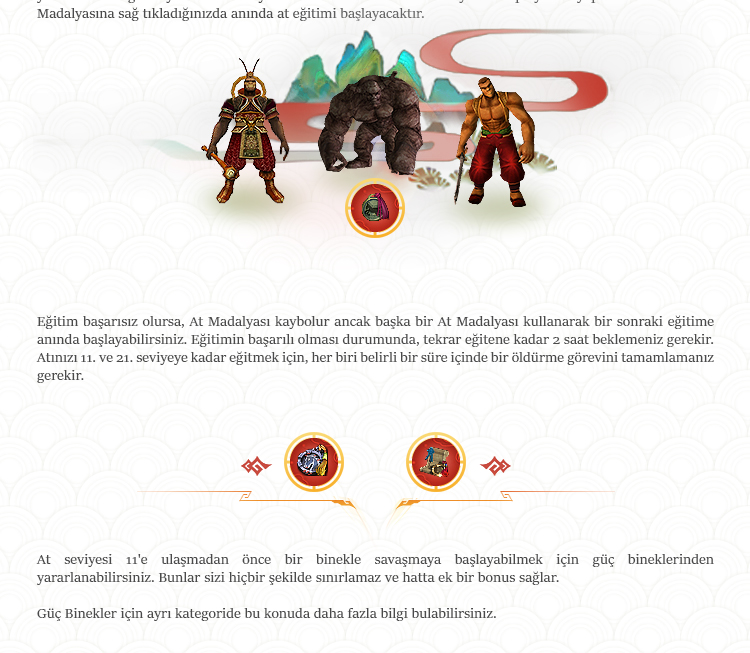 Madalyasına sağ tıkladığınızda anında at eğitimi başlayacaktır.
Eğitim başarısız olursa, At Madalyası kaybolur ancak başka bir At Madalyası kullanarak bir sonraki eğitime
anında başlayabilirsiniz. Eğitimin başarılı olması durumunda, tekrar eğitene kadar 2 saat beklemeniz gerekir.
Atınızı 11. ve 21. seviyeye kadar eğitmek için, her biri belirli bir süre içinde bir öldürme görevini tamamlamanız
gerekir.
At seviyesi 11'e ulaşmadan önce bir binekle savaşmaya başlayabilmek için güç bineklerinden
yararlanabilirsiniz. Bunlar sizi hiçbir şekilde sınırlamaz ve hatta ek bir bonus sağlar.
Güç Binekler için ayrı kategoride bu konuda daha fazla bilgi bulabilirsiniz.